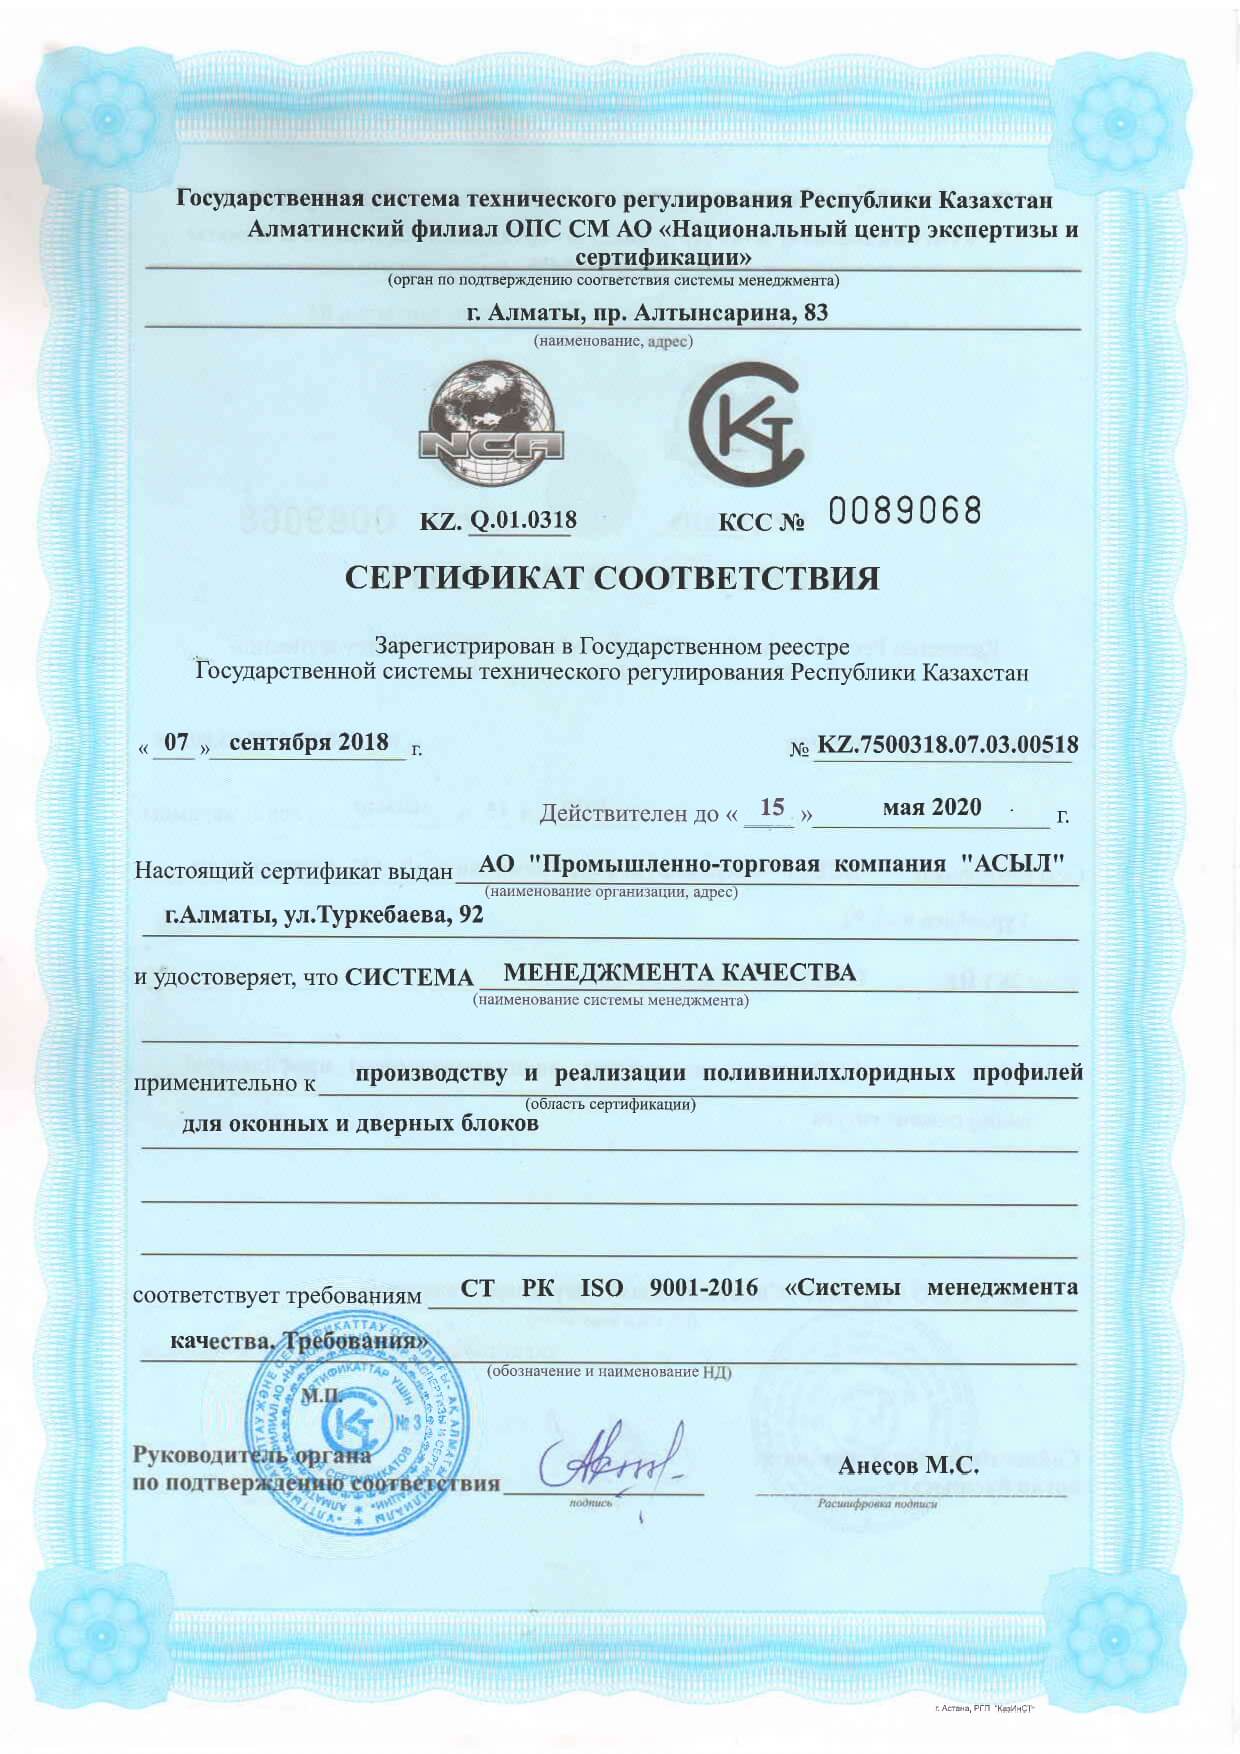 Государственная система технического регулирования Республики Казахстан
Алматинский филиал ОПС СМ АО «Национальный центр экспертизы и
сертификации»
(орган по подтверждению соответствия системы менеджмента)
г. Алматы, пр. Алтынсарина, 83
(наименование, адрес)
NCA
KZ. Q.01.0318 КСС № 0089068
СЕРТИФИКАТ СООТВЕТСТВИЯ
Зарегистрирован в Государственном реестре
Государственной системы технического регулирования Республики Казахстан
« 07 » сентября 2018 г. № KZ.7500318.07.03.00518
Действителен до « 15 » мая 2020 г.
Настоящий сертификат выдан АО "Промышленно-торговая компания "АСЫЛ"
(наименование организации, адрес)
г.Алматы, ул.Туркебаева, 92
и удостоверяет, что СИСТЕМА МЕНЕДЖМЕНТА КАЧЕСТВА
(наименование системы менеджмента)
применительно к производству и реализации поливинилхлоридных профилей
(область сертификации)
для оконных и дверных блоков
соответствует требованиям СТ РК ISO 9001-2016 «Системы менеджмента
качества. Требования»
(обозначение и наименование НД)
М.П.
№ 3
Руководитель органа
по подтверждению соответствия
Анесов М.С.
подпись Расшифровка подписи
г. Астана, РГП "КазИнСТ"